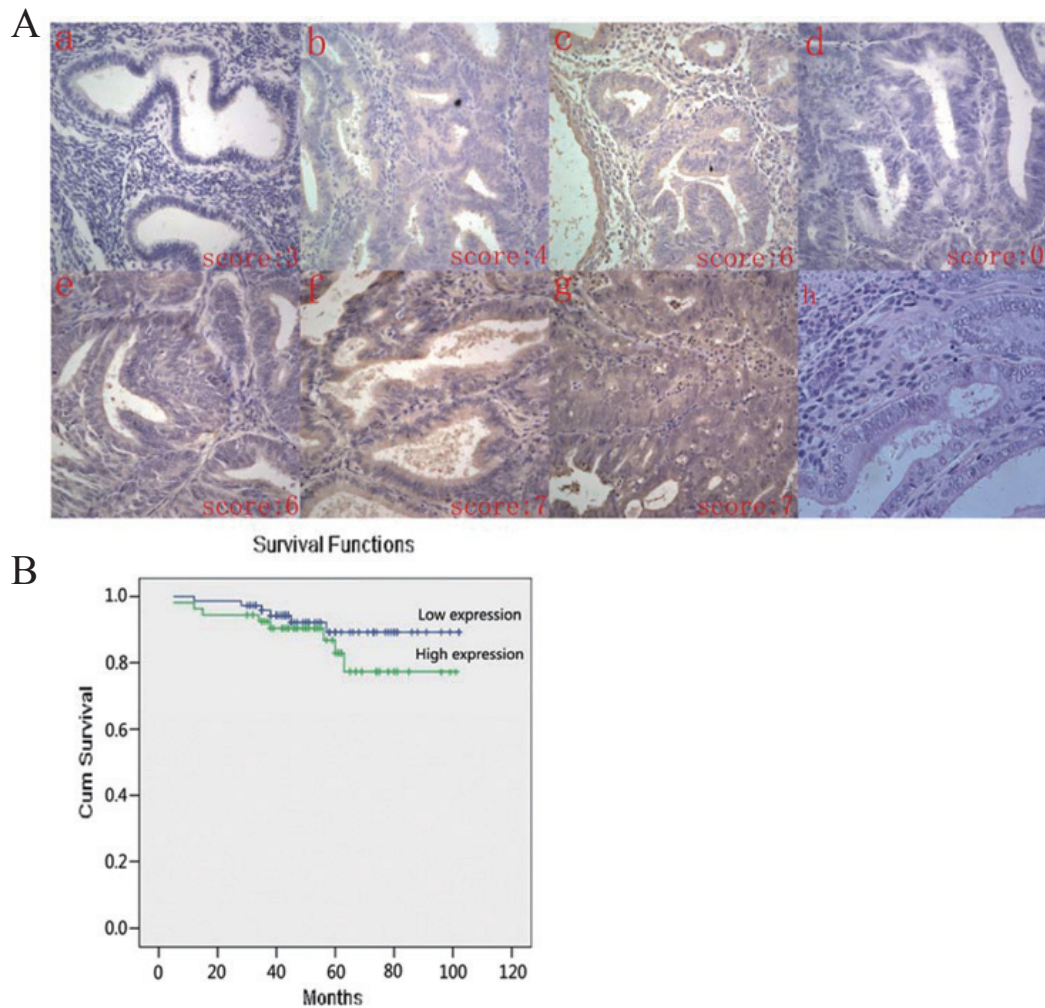 A
a
b
c
d
score:3
score:4
score:6
score:0
e
f
g
h
score:6
score:7
score:7
Survival Functions
B
1.0
0.8
0.6
0.4
0.2
0.0
Cum Survival
Low expression
High expression
0 20 40 60 80 100 120
Months